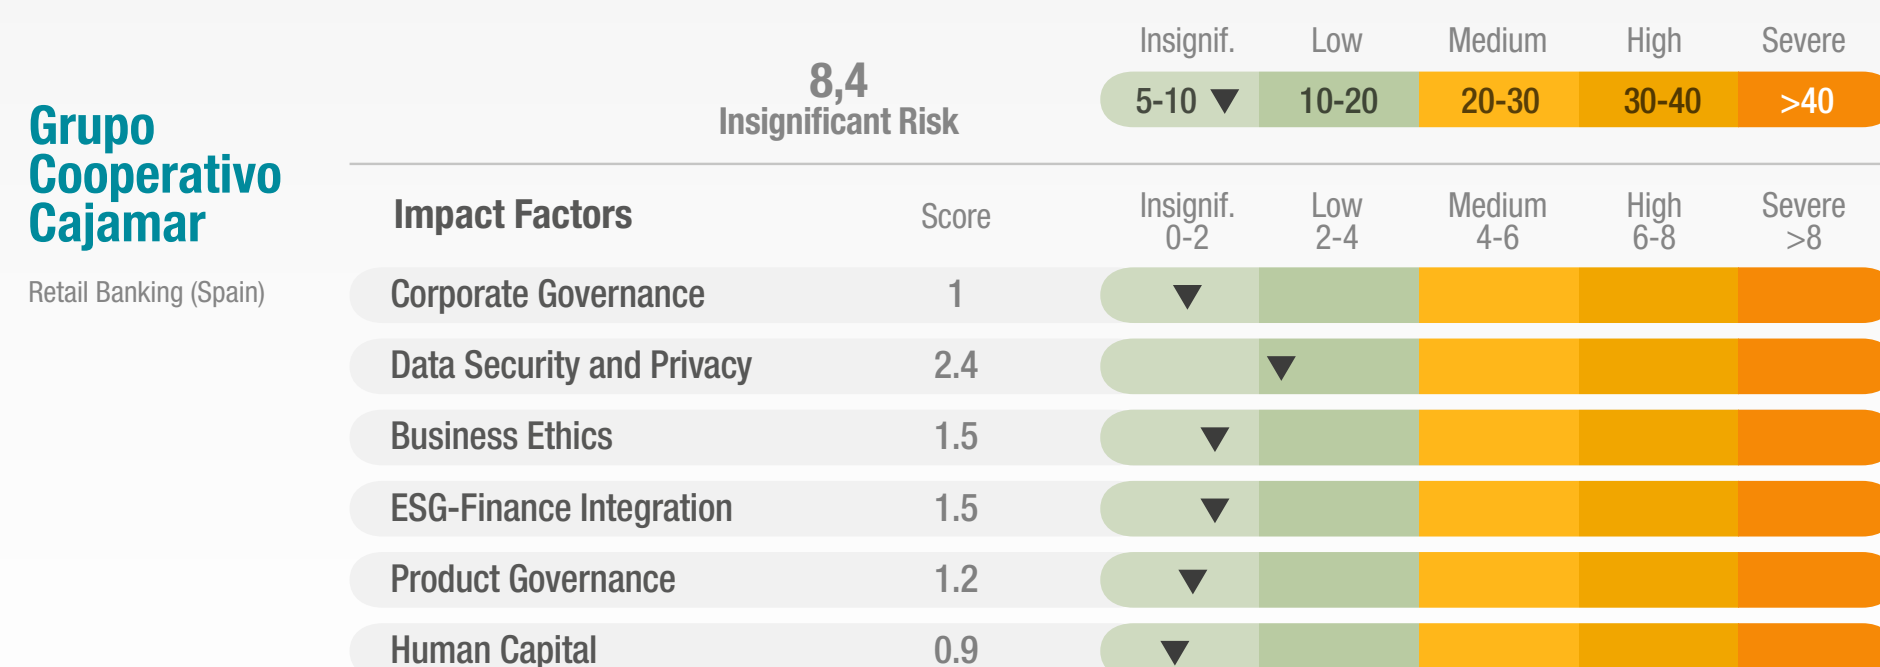 Grupo
Cooperativo
Cajamar
Retail Banking (Spain)
8,4
Insignificant Risk
Insignif. Low Medium High Severe
5-10 10-20 20-30 30-40 >40
Impact Factors Score Insignif. Low Medium High Severe
0-2 2-4 4-6 6-8 >8
Corporate Governance 1
Data Security and Privacy 2.4
Business Ethics 1.5
ESG-Finance Integration 1.5
Product Governance 1.2
Human Capital 0.9